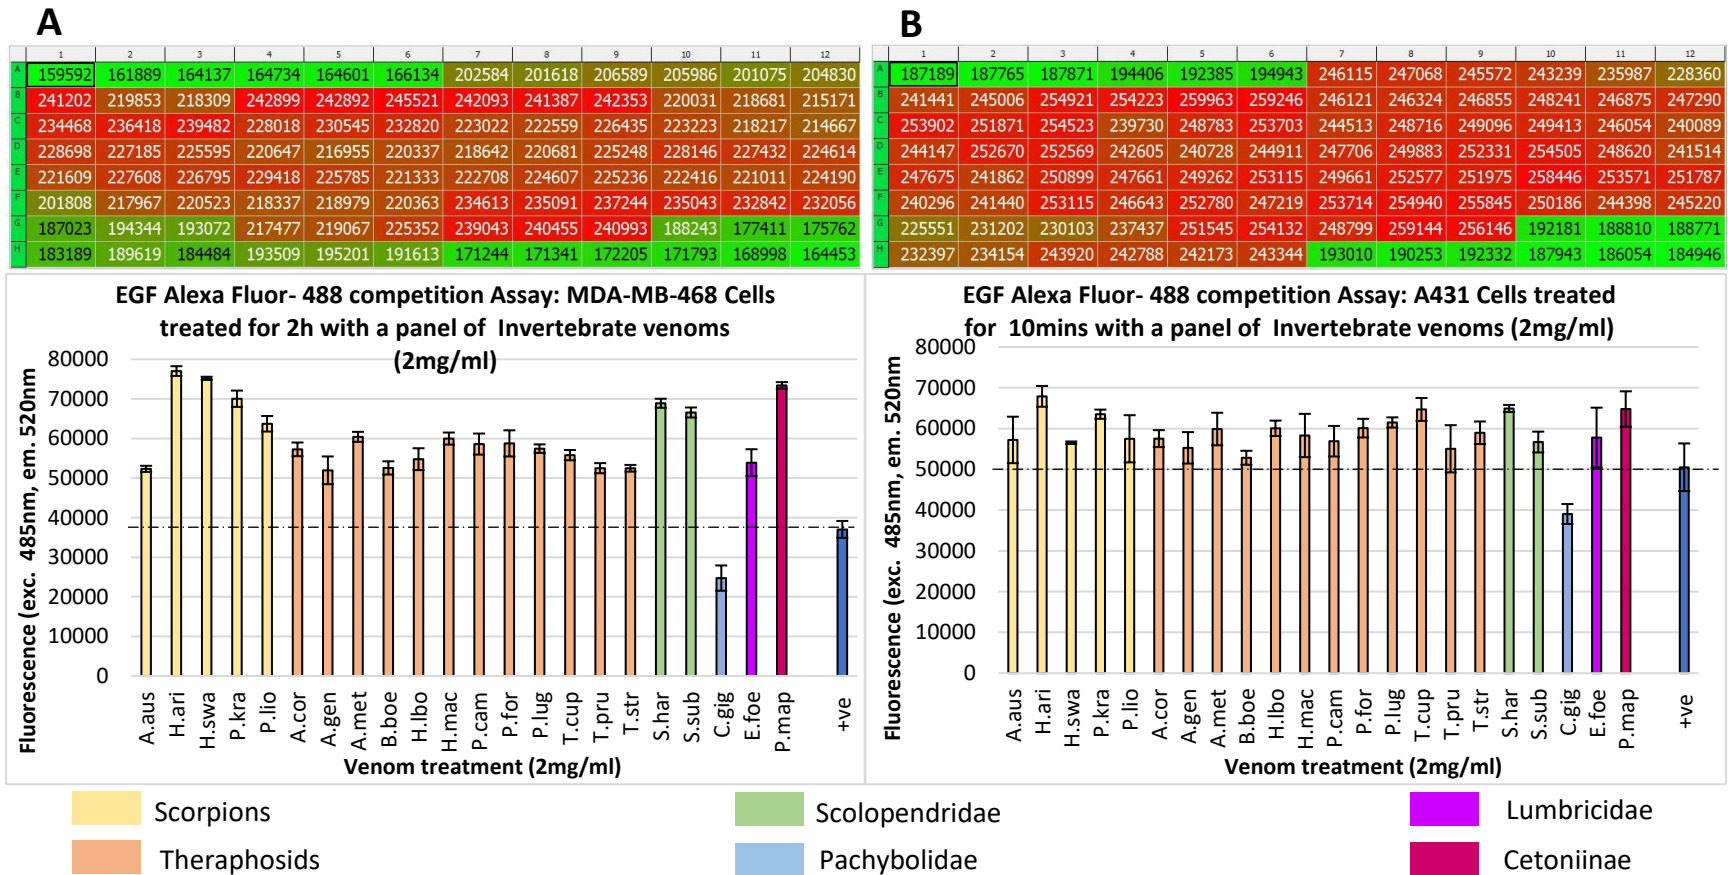 A
B
1 2 3 4 5 6 7 8 9 10 11 12
A 159592 161889 164137 164734 164601 166134 202584 201618 206589 205986 201075 204830
B 241202 219853 218309 242899 242892 245521 242093 241387 242353 220031 218681 215171
C 234468 236418 239482 228018 230545 232820 223022 222559 226435 223223 218217 214667
D 228698 227185 225595 220647 216955 220337 218642 220681 225248 228146 227432 224614
E 221609 227608 226795 229418 225785 221333 222708 224607 225236 222416 221011 224190
F 201808 217967 220523 218337 218979 220363 234613 235091 237244 235043 232842 232056
G 187023 194344 193072 217477 219067 225352 239043 240455 240993 188243 177411 175762
H 183189 189619 184484 193509 195201 191613 171244 171341 172205 171793 168998 164453
1 2 3 4 5 6 7 8 9 10 11 12
A 187189 187765 187871 194406 192385 194943 246115 247068 245572 243239 235987 228360
B 241441 245006 254921 254223 259963 259246 246121 246324 246855 248241 246875 247290
C 253902 251871 254523 239730 248783 253703 244513 248716 249096 249413 246054 240089
D 244147 252670 252569 242605 240728 244911 247706 249883 252331 254505 248620 241514
E 247675 241862 250899 247661 249262 253115 249661 252577 251975 258446 253571 251787
F 240296 241440 253115 246643 252780 247219 253714 254940 255845 250186 244398 245220
G 225551 231202 230103 237437 251545 254132 248799 259144 256146 192181 188810 188771
H 232397 234154 243920 242788 242173 243344 193010 190253 192332 187943 186054 184946
EGF Alexa Fluor- 488 competition Assay: MDA-MB-468 Cells
treated for 2h with a panel of Invertebrate venoms
(2mg/ml)
Fluorescence (exc. 485nm, em. 520nm
80000
70000
60000
50000
40000
30000
20000
10000
0
A.aus H.ari H.swa P.kra P.lio A.cor A.gen A.met B.boe H.lbo H.mac P.cam P.for P.lug T.cup T.pru T.str S.har S.sub C.gig E.foe P.map +ve
Venom treatment (2mg/ml)
EGF Alexa Fluor- 488 competition Assay: A431 Cells treated
for 10mins with a panel of Invertebrate venoms (2mg/ml)
Fluorescence (exc. 485nm, em. 520nm
80000
70000
60000
50000
40000
30000
20000
10000
0
A.aus H.ari H.swa P.kra P.lio A.cor A.gen A.met B.boe H.lbo H.mac P.cam P.for P.lug T.cup T.pru T.str S.har S.sub C.gig E.foe P.map +ve
Venom treatment (2mg/ml)
Scorpions
Scolopendridae
Lumbricidae
Theraphosids
Pachybolidae
Cetoniinae